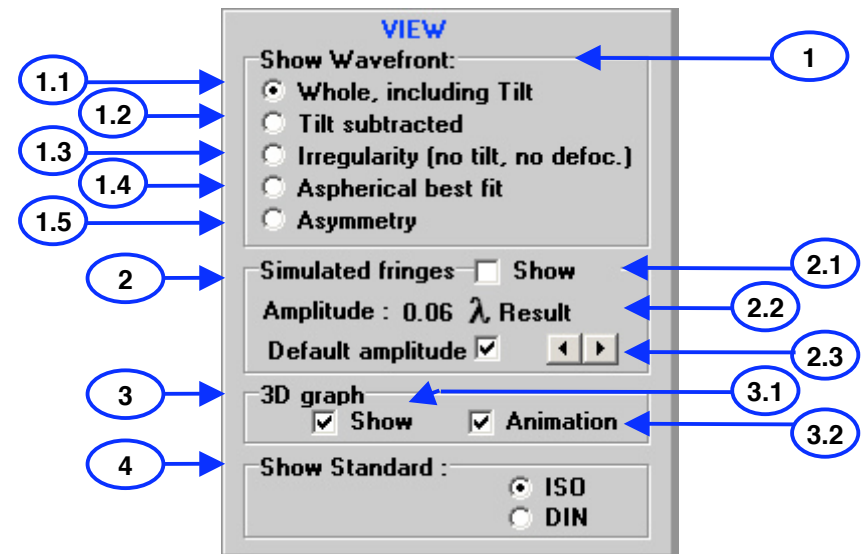 VIEW
Show Wavefront:
1
1.1
Whole, including Tilt
1.2
Tilt subtracted
1.3
Irregularity (no tilt, no defoc.)
1.4
Aspherical best fit
1.5
Asymmetry
2
Simulated fringes Show
2.1
Amplitude : 0.06 λ Result
2.2
Default amplitude
2.3
3
3D graph
3.1
Show Animation
3.2
4
Show Standard :
ISO
DIN